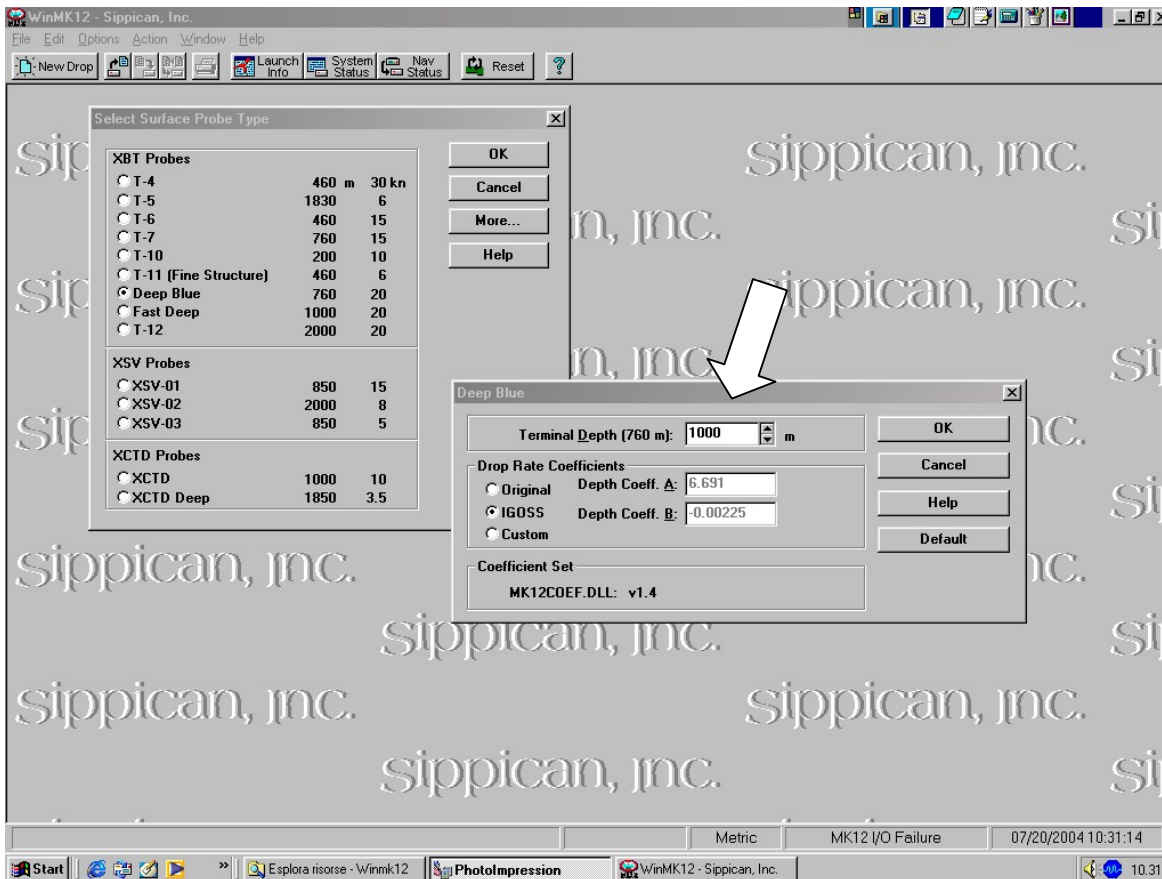 WinMK12 - Sippican, Inc.
File Edit Options Action Window Help
New Drop Launch Info System Status Nav Status Reset ?
Select Surface Probe Type
XBT Probes
T-4 460 m 30 kn
T-5 1830 6
T-6 460 15
T-7 760 15
T-10 200 10
T-11 (Fine Structure) 460 6
Deep Blue 760 20
Fast Deep 1000 20
T-12 2000 20
XSV Probes
XSV-01 850 15
XSV-02 2000 8
XSV-03 850 5
XCTD Probes
XCTD 1000 10
XCTD Deep 1850 3.5
OK
Cancel
More...
Help
Deep Blue
Terminal Depth (760 m): 1000 m
Drop Rate Coefficients
Original Depth Coeff. A: 6.691
IGOSS Depth Coeff. B: -0.00225
Custom
Coefficient Set
MK12COEF.DLL: v1.4
OK
Cancel
Help
Default
sippican, inc.
sippican, inc.
sippican, inc.
sippican, inc.
sippican, inc.
sippican, inc.
sippican, inc.
Metric MK12 I/O Failure 07/20/2004 10:31:14
Start » Esplora risorse - Winmk12 PhotoImpression WinMK12 - Sippican, Inc. 10.31